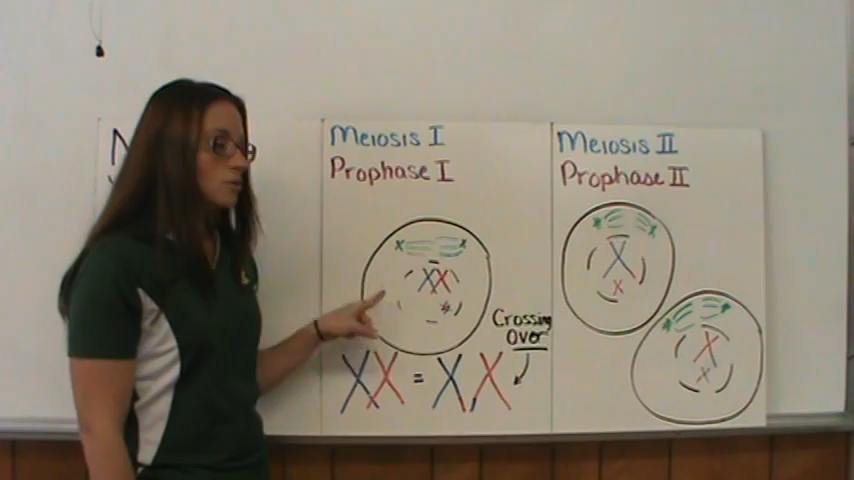 Meiosis I
Prophase I
Crossing
Over
=
Meiosis II
Prophase II